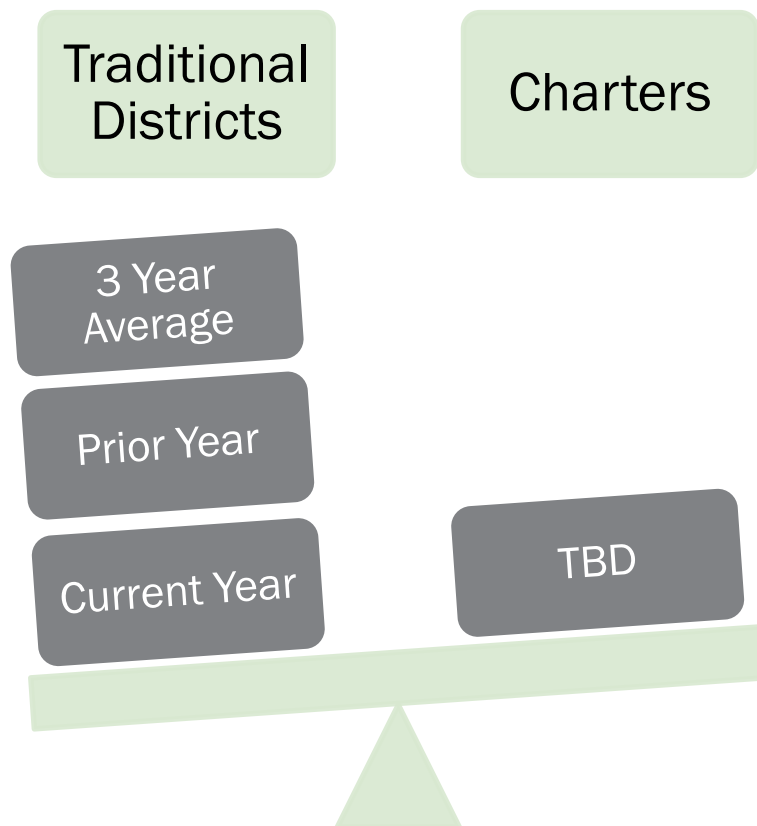 Traditional
Districts
Charters
3 Year
Average
Prior Year
Current Year
TBD